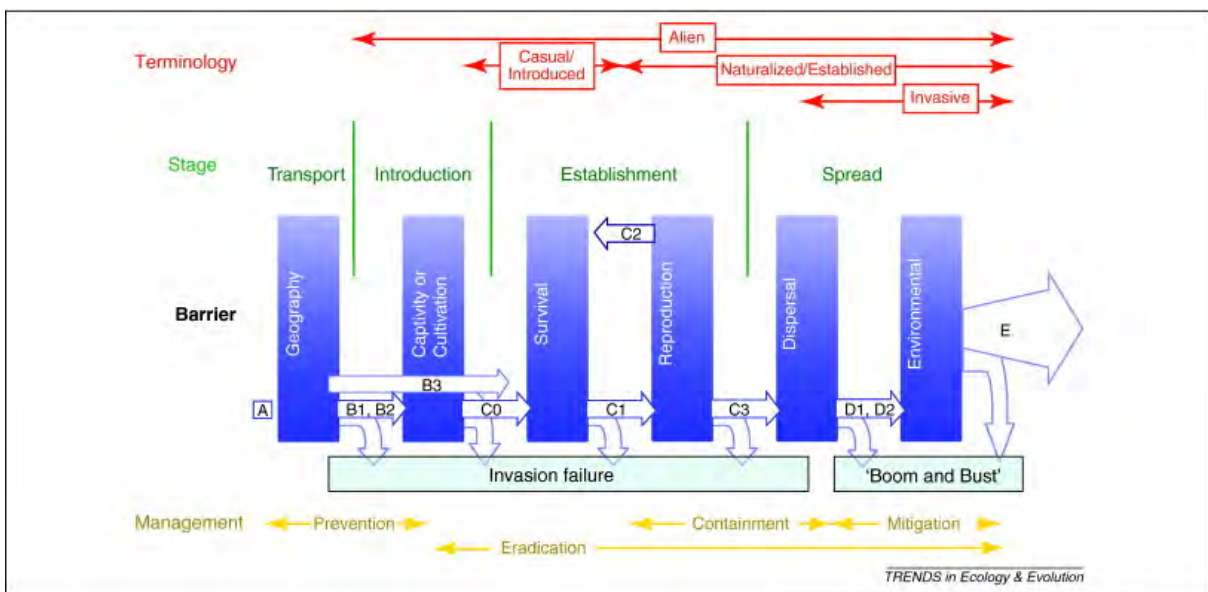 Alien
Terminology
Casual/
Introduced
Naturalized/Established
Invasive
Stage
Transport
Introduction
Establishment
Spread
C2
Barrier
Geography
Captivity or
Cultivation
Survival
Reproduction
Dispersal
Environmental
E
B3
A
B1, B2
C0
C1
C3
D1, D2
Invasion failure
'Boom and Bust'
Management
Prevention
Containment
Mitigation
Eradication
TRENDS in Ecology & Evolution